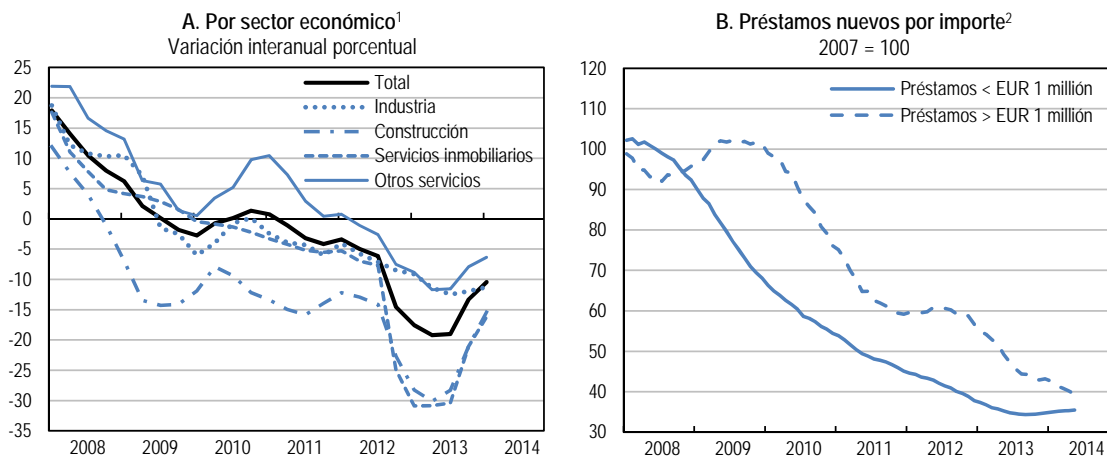 A. Por sector económico¹
Variación interanual porcentual
25
20
15
10
5
0
-5
-10
-15
-20
-25
-30
-35
Total
Industria
Construcción
Servicios inmobiliarios
Otros servicios
2008 2009 2010 2011 2012 2013 2014
B. Préstamos nuevos por importe²
2007 = 100
120
110
100
90
80
70
60
50
40
30
Préstamos < EUR 1 millión
Préstamos > EUR 1 millión
2008 2009 2010 2011 2012 2013 2014